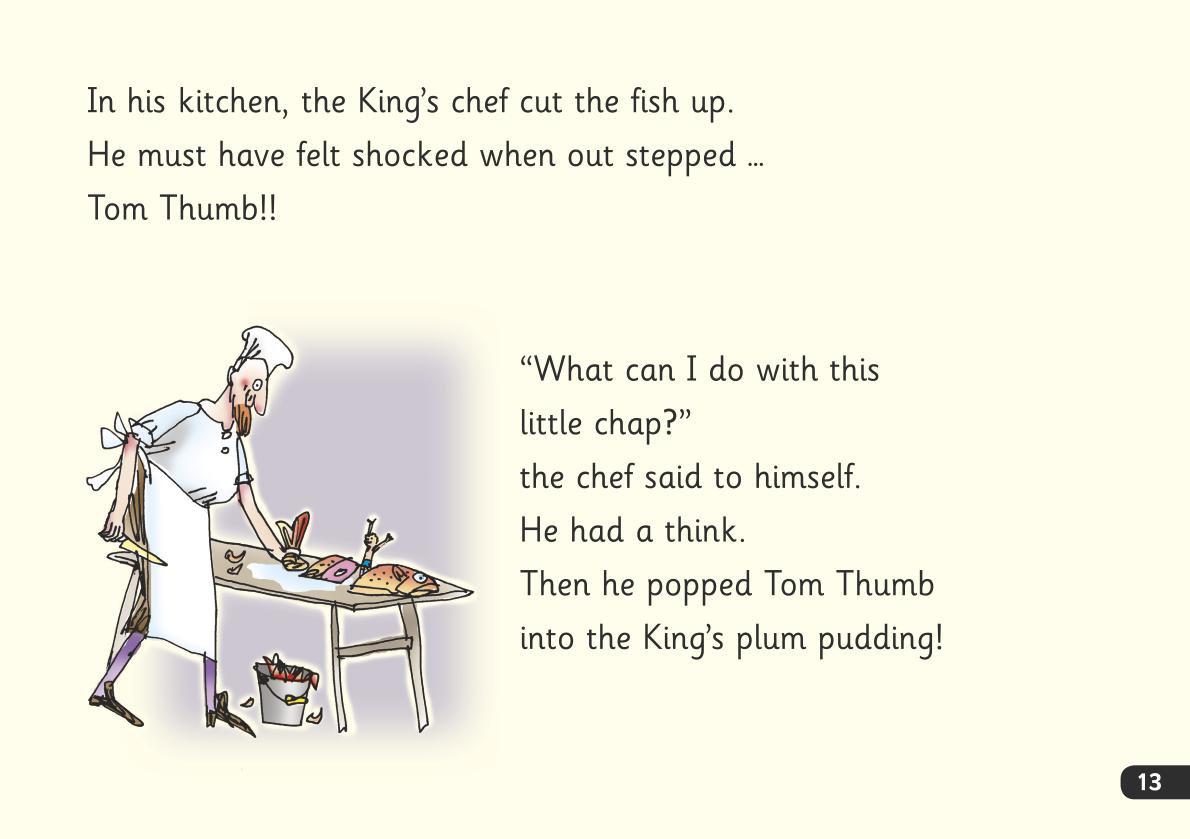 In his kitchen, the King’s chef cut the fish up.
He must have felt shocked when out stepped ...
Tom Thumb!!
“What can I do with this
little chap?”
the chef said to himself.
He had a think.
Then he popped Tom Thumb
into the King’s plum pudding!
13